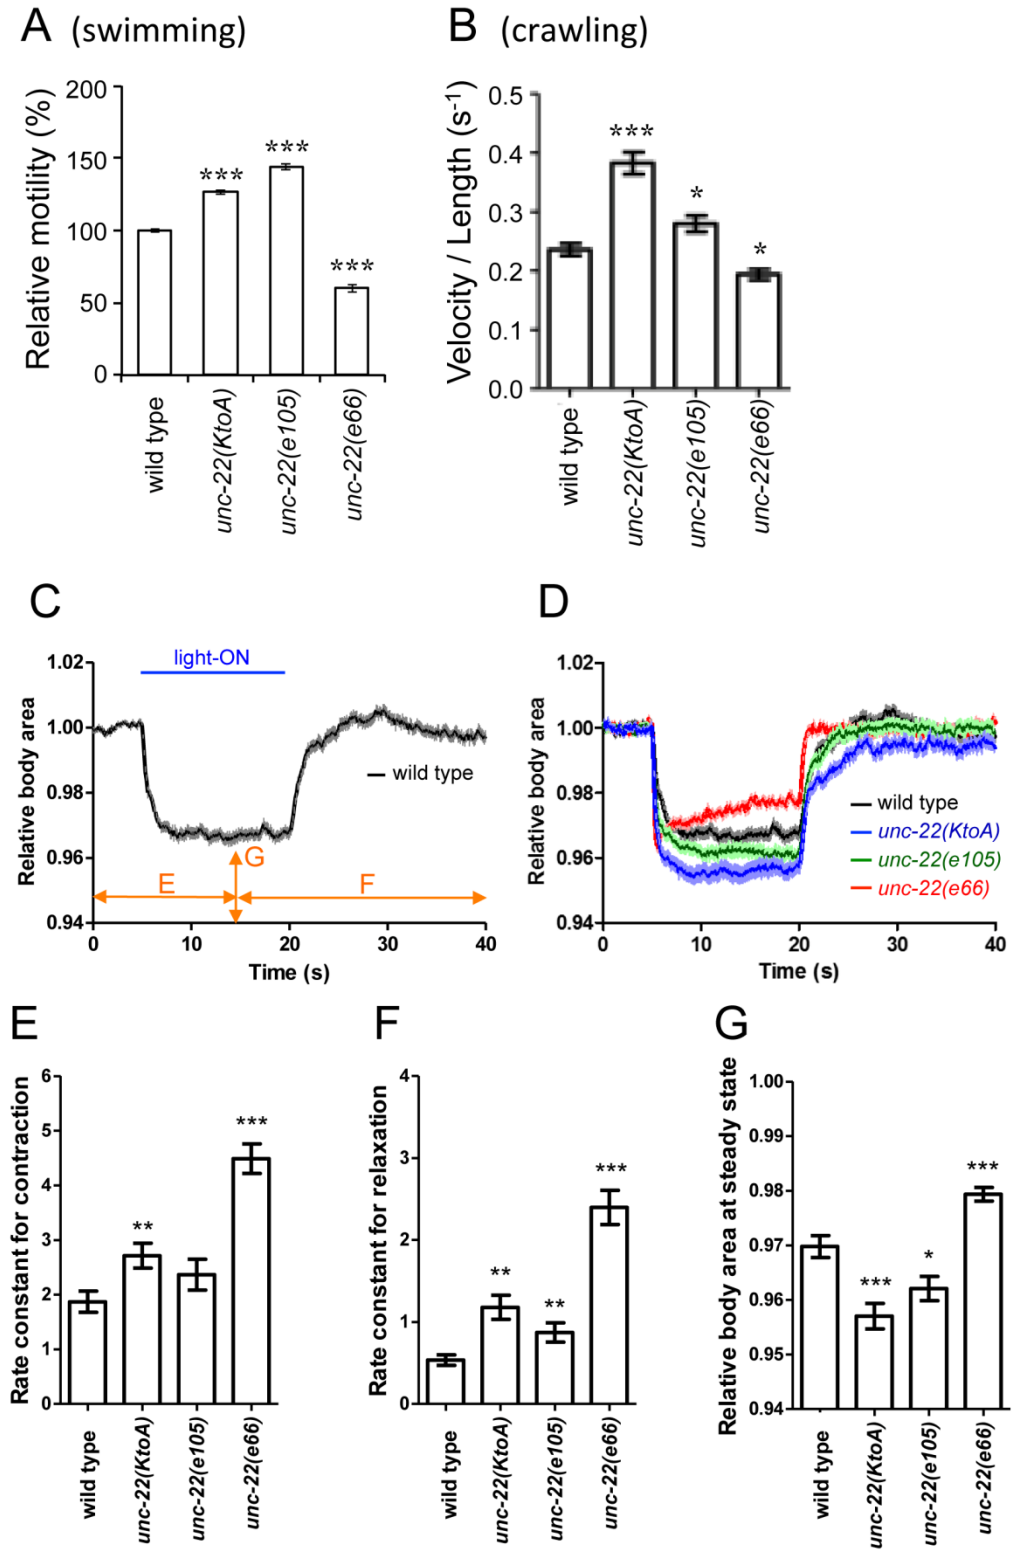 A (swimming)
Relative motility (%)
200
150
100
50
0
***
***
***
wild type
unc-22(KtoA)
unc-22(e105)
unc-22(e66)
B (crawling)
Velocity / Length (s-1)
0.5
0.4
0.3
0.2
0.1
0.0
***
*
*
wild type
unc-22(KtoA)
unc-22(e105)
unc-22(e66)
C
Relative body area
1.02
1.00
0.98
0.96
0.94
light-ON
wild type
E
G
F
0
10
20
30
40
Time (s)
D
Relative body area
1.02
1.00
0.98
0.96
0.94
wild type
unc-22(KtoA)
unc-22(e105)
unc-22(e66)
0
10
20
30
40
Time (s)
E
Rate constant for contraction
6
5
4
3
2
1
0
**
***
wild type
unc-22(KtoA)
unc-22(e105)
unc-22(e66)
F
Rate constant for relaxation
4
3
2
1
0
**
**
***
wild type
unc-22(KtoA)
unc-22(e105)
unc-22(e66)
G
Relative body area at steady state
1.00
0.99
0.98
0.97
0.96
0.95
0.94
***
*
***
wild type
unc-22(KtoA)
unc-22(e105)
unc-22(e66)